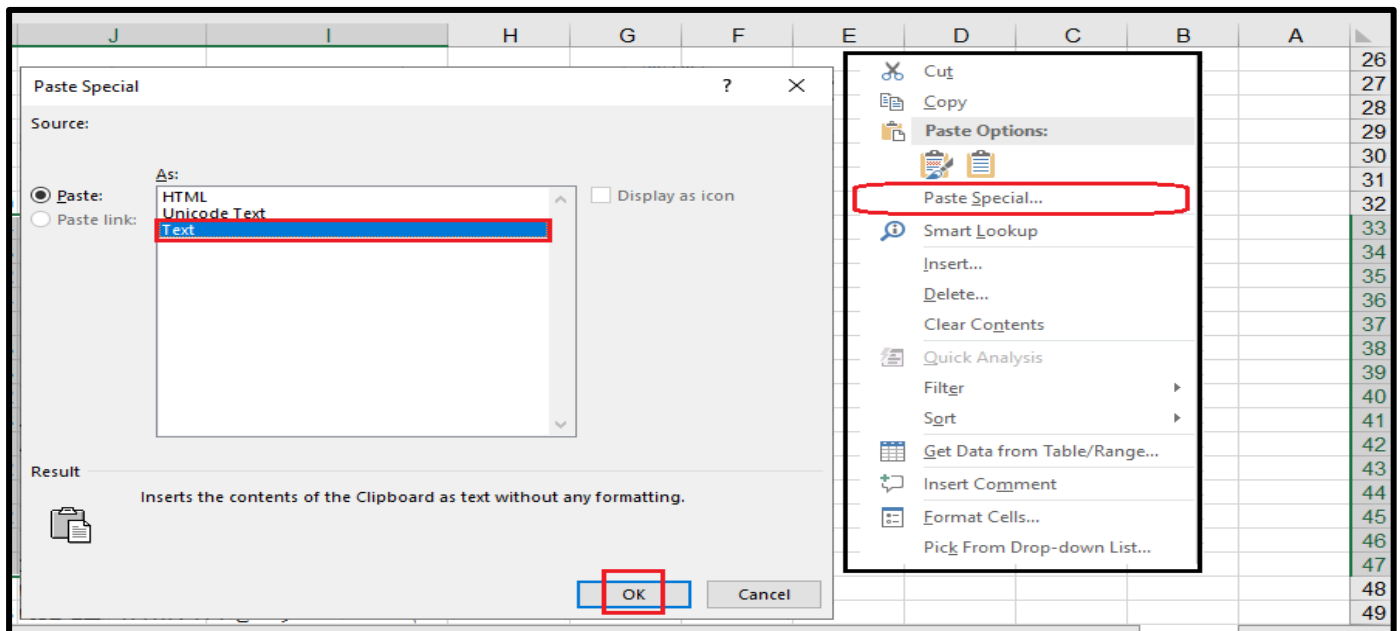 J I H G F E D C B A
Paste Special ?
Source:
As:
Paste:
Paste link:
HTML
Unicode Text
Text
Display as icon
Result
Inserts the contents of the Clipboard as text without any formatting.
OK Cancel
Cut
Copy
Paste Options:
Paste Special...
Smart Lookup
Insert...
Delete...
Clear Contents
Quick Analysis
Filter
Sort
Get Data from Table/Range...
Insert Comment
Format Cells...
Pick From Drop-down List...
26
27
28
29
30
31
32
33
34
35
36
37
38
39
40
41
42
43
44
45
46
47
48
49